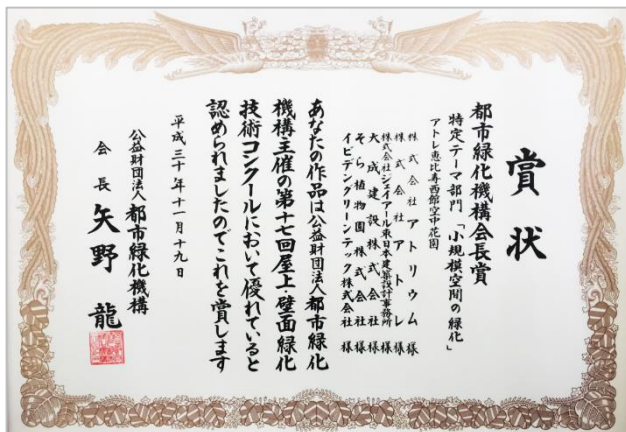 賞状
都市緑化機構会長賞
特定テーマ部門 「小規模空間の緑化」
アトレ恵比寿西館空中花園
株式会社アトリウム様
株式会社アトレ様
株式会社ジェイアール東日本建築設計事務所様
大成建設株式会社様
そら植物園株式会社様
イビデングリーンテック株式会社様
あなたの作品は公益財団法人都市緑化
機構主催の第十七回屋上・壁面緑化
技術コンクールにおいて優れていると
認められましたのでこれを賞します
平成三十年十一月十九日
公益財団法人 都市緑化機構
会長 矢野 龍